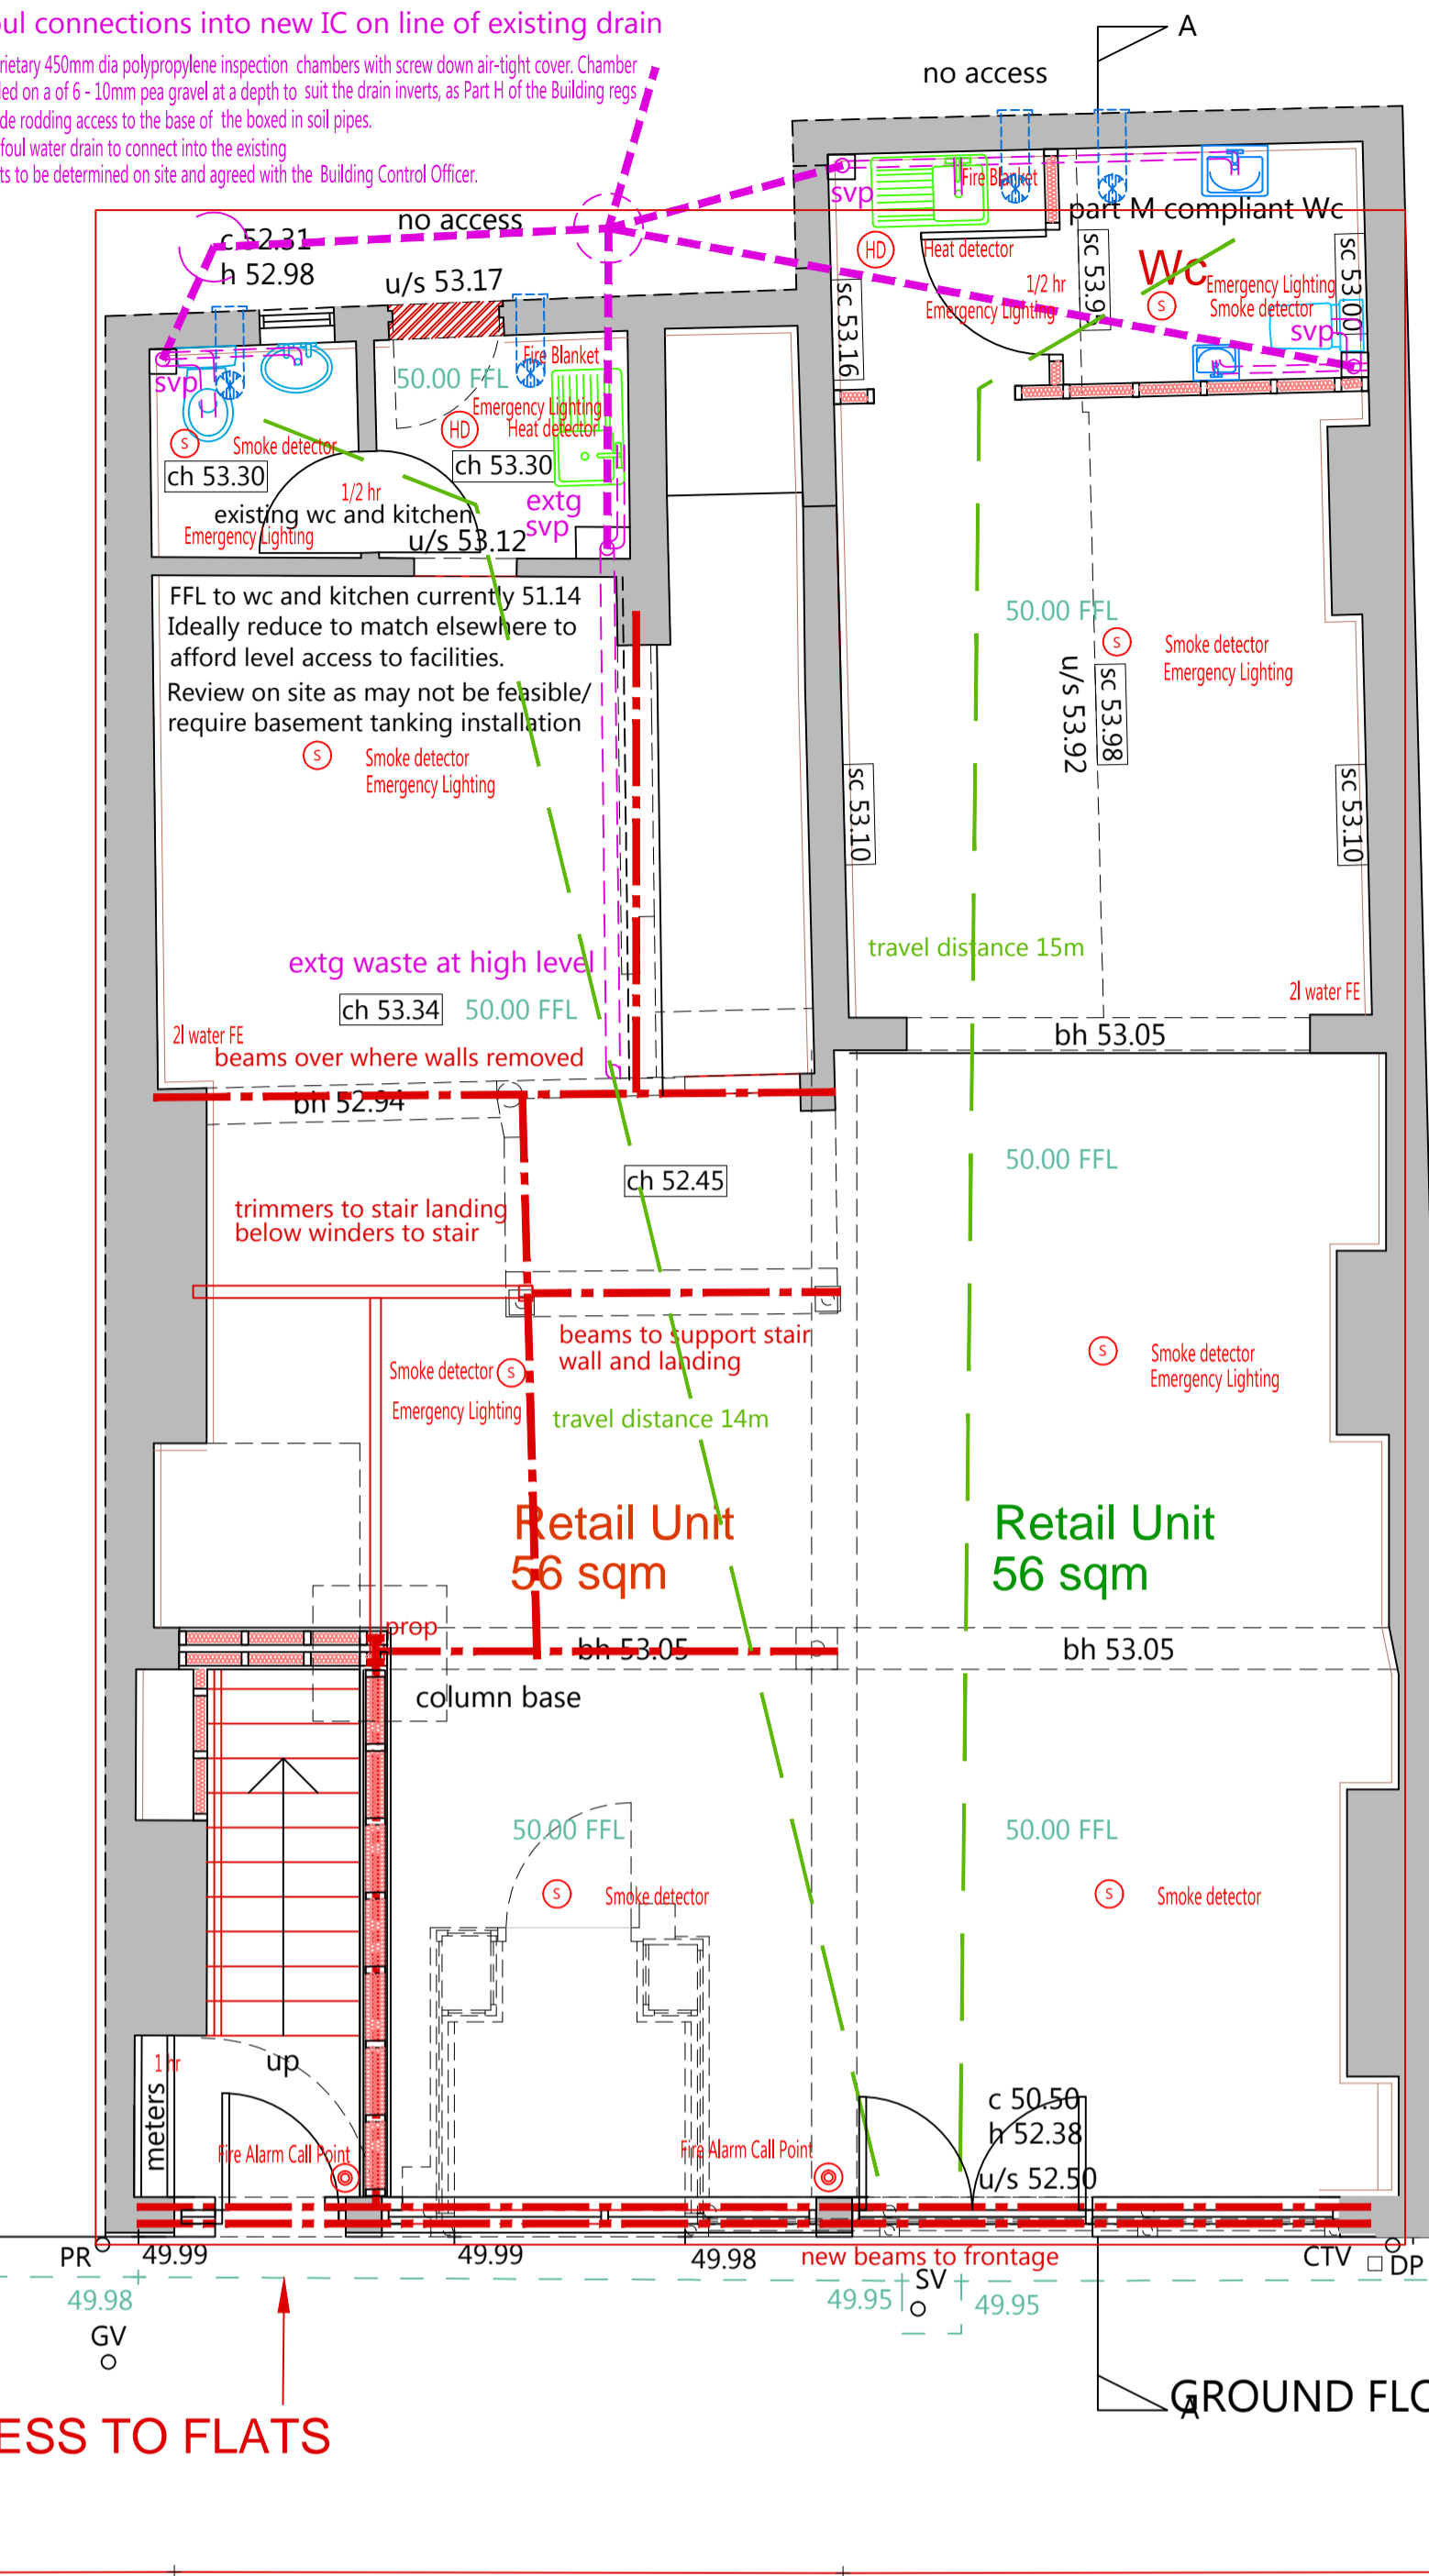 oul connections into new IC on line of existing drain
rietary 450mm dia polypropylene inspection chambers with screw down air-tight cover. Chamber
ed on a of 6 - 10mm pea gravel at a depth to suit the drain inverts, as Part H of the Building regs
de rodding access to the base of the boxed in soil pipes.
foul water drain to connect into the existing
ts to be determined on site and agreed with the Building Control Officer.
A
no access
no access
c 52.31
h 52.98
u/s 53.17
svp
Fire Blanket
part M compliant Wc
HD
Heat detector
Wc
1/2 hr
Emergency Lighting
Emergency Lighting
Smoke detector
S
svp
sc 53.16
sc 53.9
sc 53.00
svp
Fire Blanket
50.00 FFL
Emergency Lighting
HD
Heat detector
S
Smoke detector
ch 53.30
ch 53.30
1/2 hr
extg
svp
existing wc and kitchen
Emergency Lighting
u/s 53.12
FFL to wc and kitchen currently 51.14
Ideally reduce to match elsewhere to
afford level access to facilities.
Review on site as may not be feasible/
require basement tanking installation
50.00 FFL
S
Smoke detector
Emergency Lighting
u/s 53.92
sc 53.98
S
Smoke detector
Emergency Lighting
sc 53.10
sc 53.10
travel distance 15m
extg waste at high level
ch 53.34
50.00 FFL
2l water FE
2l water FE
beams over where walls removed
bh 53.05
bh 52.94
50.00 FFL
ch 52.45
trimmers to stair landing
below winders to stair
beams to support stair
wall and landing
Smoke detector
S
Emergency Lighting
S
Smoke detector
Emergency Lighting
travel distance 14m
Retail Unit
56 sqm
Retail Unit
56 sqm
prop
bh 53.05
bh 53.05
column base
50.00 FFL
50.00 FFL
S
Smoke detector
S
Smoke detector
1 hr
up
meters
c 50.50
h 52.38
u/s 52.50
Fire Alarm Call Point
Fire Alarm Call Point
PR
49.99
49.99
49.98
new beams to frontage
CTV
DP
SV
49.98
49.95
49.95
GV
A
GROUND FLO
ESS TO FLATS